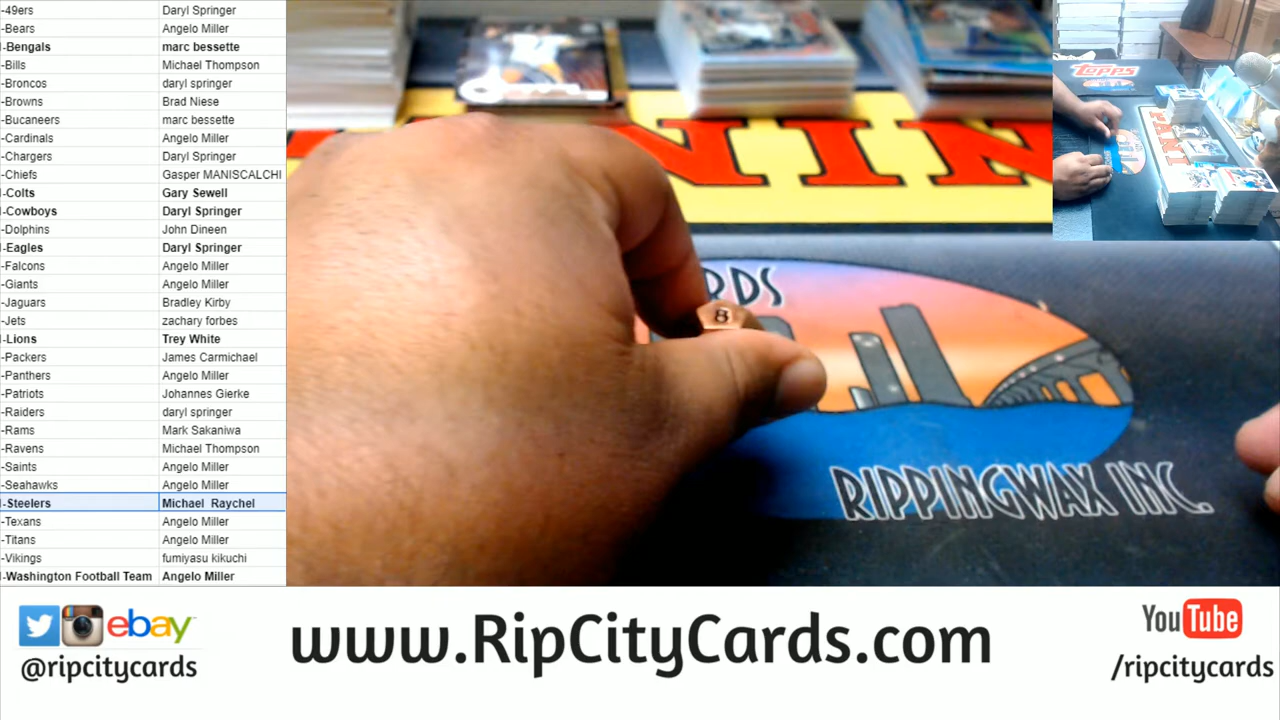 -49ers Daryl Springer
-Bears Angelo Miller
-Bengals marc bessette
-Bills Michael Thompson
-Broncos daryl springer
-Browns Brad Niese
-Bucaneers marc bessette
-Cardinals Angelo Miller
-Chargers Daryl Springer
-Chiefs Gasper MANISCALCHI
-Colts Gary Sewell
-Cowboys Daryl Springer
-Dolphins John Dineen
-Eagles Daryl Springer
-Falcons Angelo Miller
-Giants Angelo Miller
-Jaguars Bradley Kirby
-Jets zachary forbes
-Lions Trey White
-Packers James Carmichael
-Panthers Angelo Miller
-Patriots Johannes Gierke
-Raiders daryl springer
-Rams Mark Sakaniwa
-Ravens Michael Thompson
-Saints Angelo Miller
-Seahawks Angelo Miller
-Steelers Michael Raychel
-Texans Angelo Miller
-Titans Angelo Miller
-Vikings fumiyasu kikuchi
-Washington Football Team Angelo Miller
NIN
RDS
8
RIPPINGWAX INC.
Topps
PANI
ebay
@ripcitycards
www.RipCityCards.com
YouTube
/ripcitycards